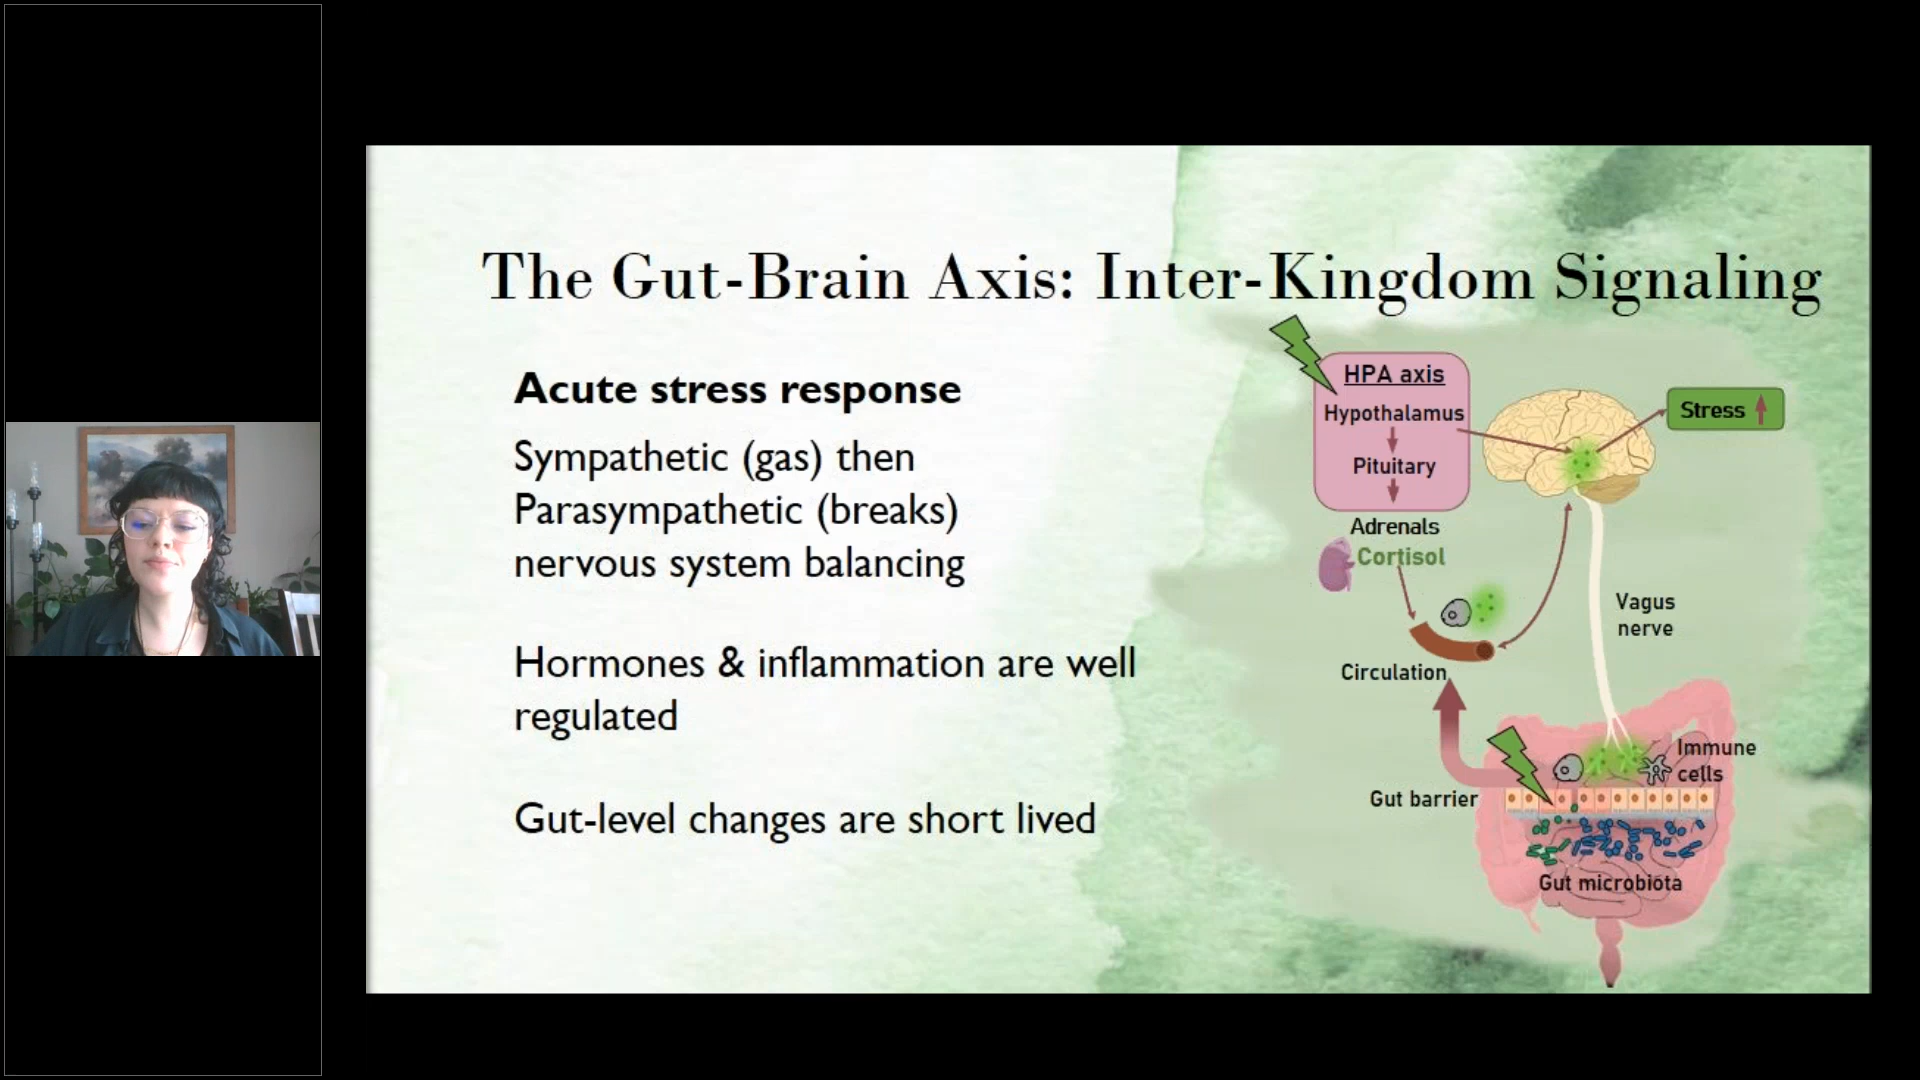 The Gut-Brain Axis: Inter-Kingdom Signaling
Acute stress response
Sympathetic (gas) then
Parasympathetic (breaks)
nervous system balancing
Hormones & inflammation are well
regulated
Gut-level changes are short lived
HPA axis
Hypothalamus
Pituitary
Adrenals
Cortisol
Stress
Vagus
nerve
Circulation
Immune
cells
Gut barrier
Gut microbiota